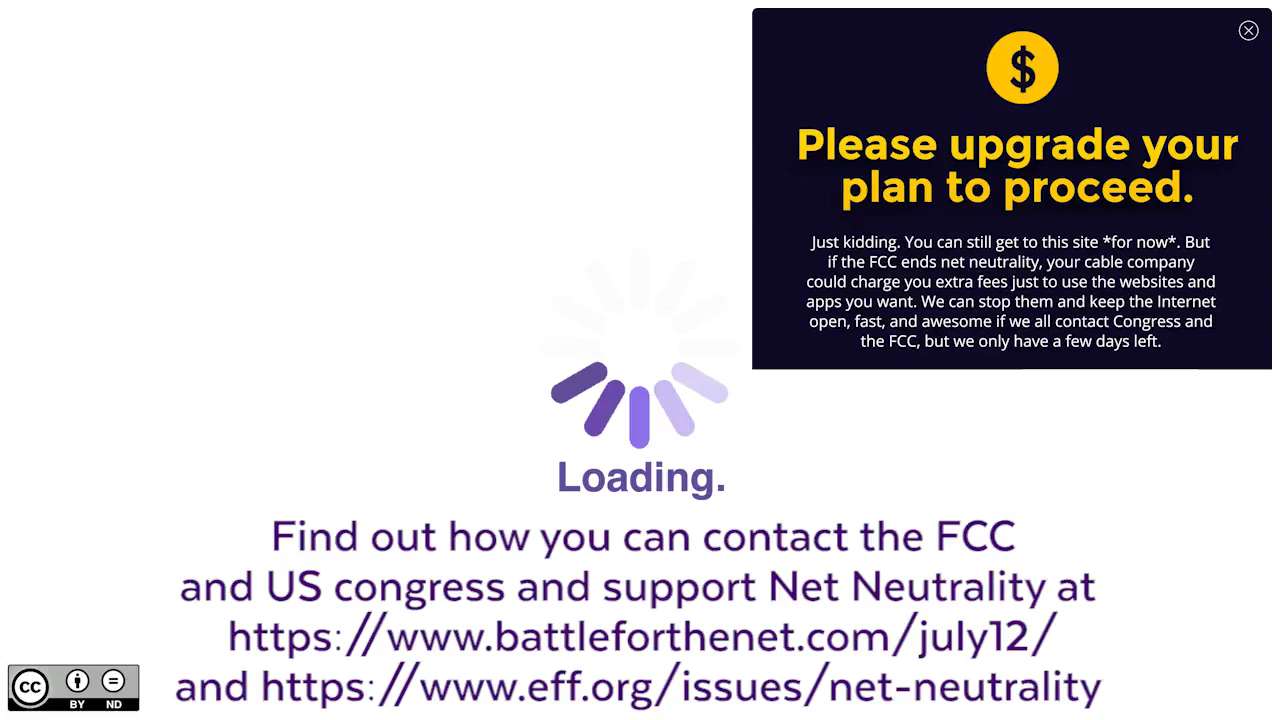 $
Please upgrade your
plan to proceed.
Just kidding. You can still get to this site *for now*. But
if the FCC ends net neutrality, your cable company
could charge you extra fees just to use the websites and
apps you want. We can stop them and keep the Internet
open, fast, and awesome if we all contact Congress and
the FCC, but we only have a few days left.
Loading.
Find out how you can contact the FCC
and US congress and support Net Neutrality at
https://www.battleforthenet.com/july12/
and https://www.eff.org/issues/net-neutrality
cc
BY ND